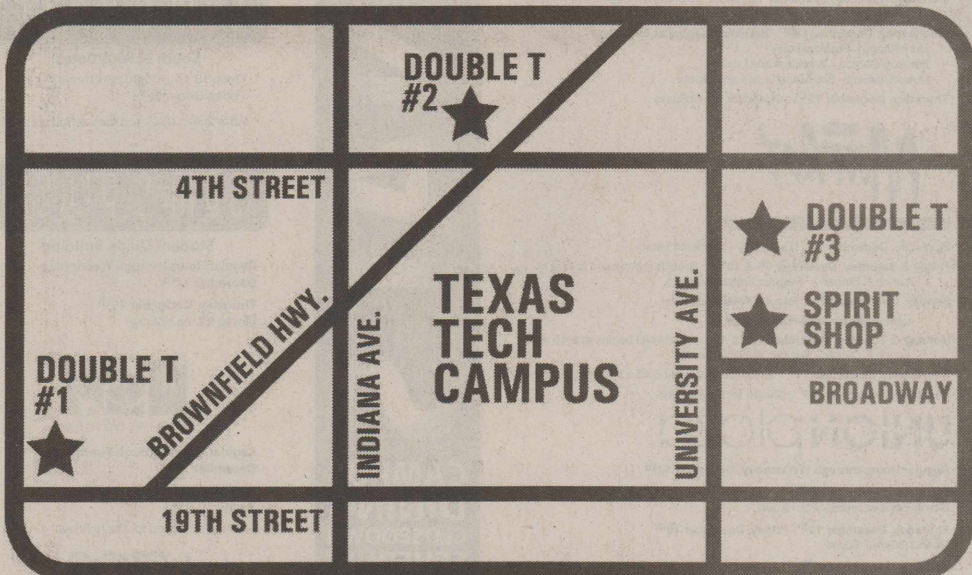 DOUBLE T
#2
4TH STREET
DOUBLE T
#3
SPIRIT
SHOP
TEXAS
TECH
CAMPUS
BROWNFIELD HWY.
INDIANA AVE.
UNIVERSITY AVE.
DOUBLE T
#1
BROADWAY
19TH STREET